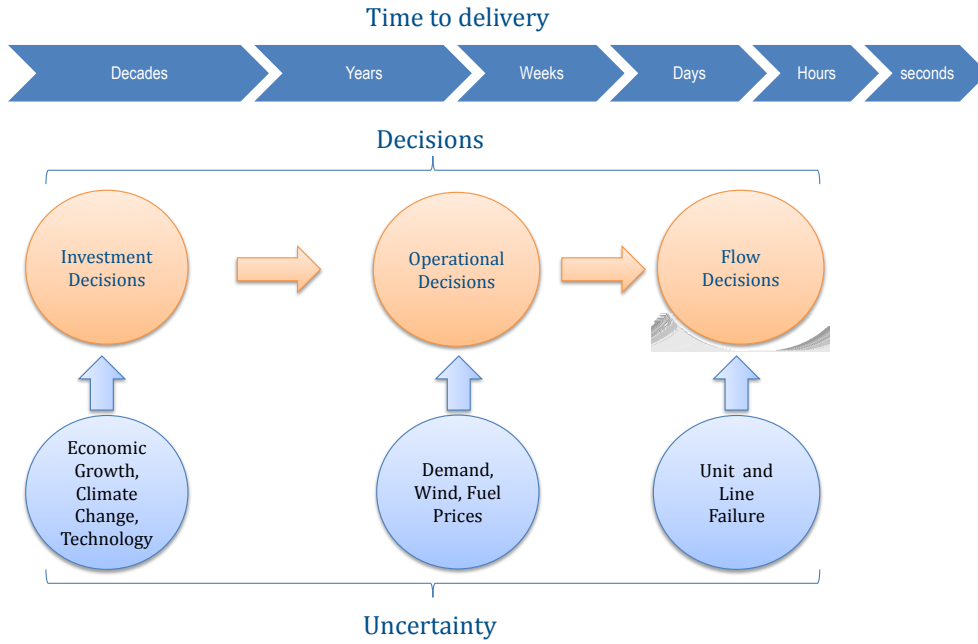 Time to delivery
Decades
Years
Weeks
Days
Hours
seconds
Decisions
Investment
Decisions
Operational
Decisions
Flow
Decisions
Economic
Growth,
Climate
Change,
Technology
Demand,
Wind, Fuel
Prices
Unit and
Line
Failure
Uncertainty